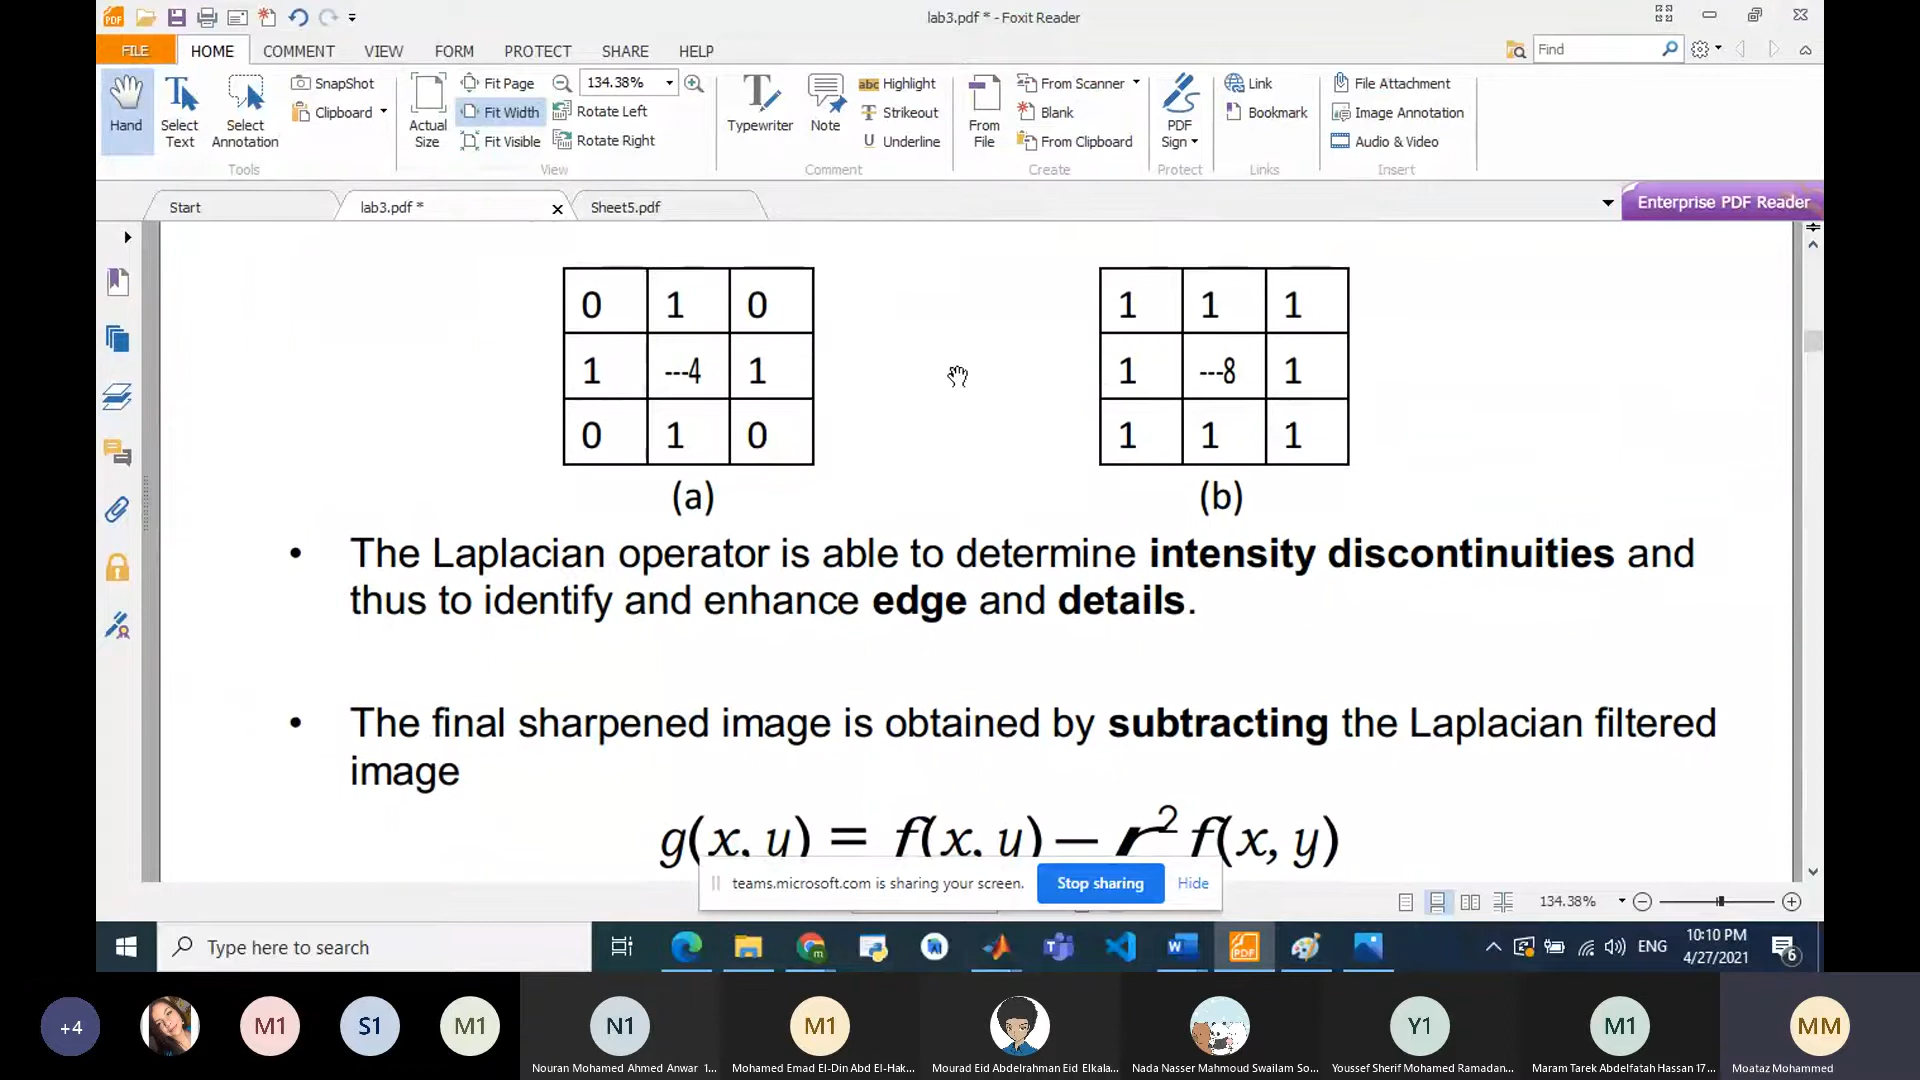 lab3.pdf * - Foxit Reader
FILE HOME COMMENT VIEW FORM PROTECT SHARE HELP
Find
Hand
Select Text
Select Annotation
SnapShot
Clipboard
Tools
Actual Size
Fit Page
Fit Width
Fit Visible
134.38%
Rotate Left
Rotate Right
View
Typewriter
Note
Highlight
Strikeout
Underline
Comment
From File
From Scanner
Blank
From Clipboard
Create
PDF Sign
Protect
Link
Bookmark
Links
File Attachment
Image Annotation
Audio & Video
Insert
Start lab3.pdf * Sheet5.pdf
Enterprise PDF Reader
0 1 0
1 ---4 1
0 1 0
(a)
1 1 1
1 ---8 1
1 1 1
(b)
• The Laplacian operator is able to determine intensity discontinuities and
thus to identify and enhance edge and details.
• The final sharpened image is obtained by subtracting the Laplacian filtered
image
g(x, y) = f(x, y) – r² f(x, y)
teams.microsoft.com is sharing your screen. Stop sharing Hide
134.38%
Type here to search
ENG
10:10 PM
4/27/2021
6
+4 M1 S1 M1 N1 M1 Y1 M1 MM
Nouran Mohamed Ahmed Anwar 1...
Mohamed Emad El-Din Abd El-Hak...
Mourad Eid Abdelrahman Eid Elkala...
Nada Nasser Mahmoud Swailam So...
Youssef Sherif Mohamed Ramadan...
Maram Tarek Abdelfatah Hassan 17...
Moataz Mohammed